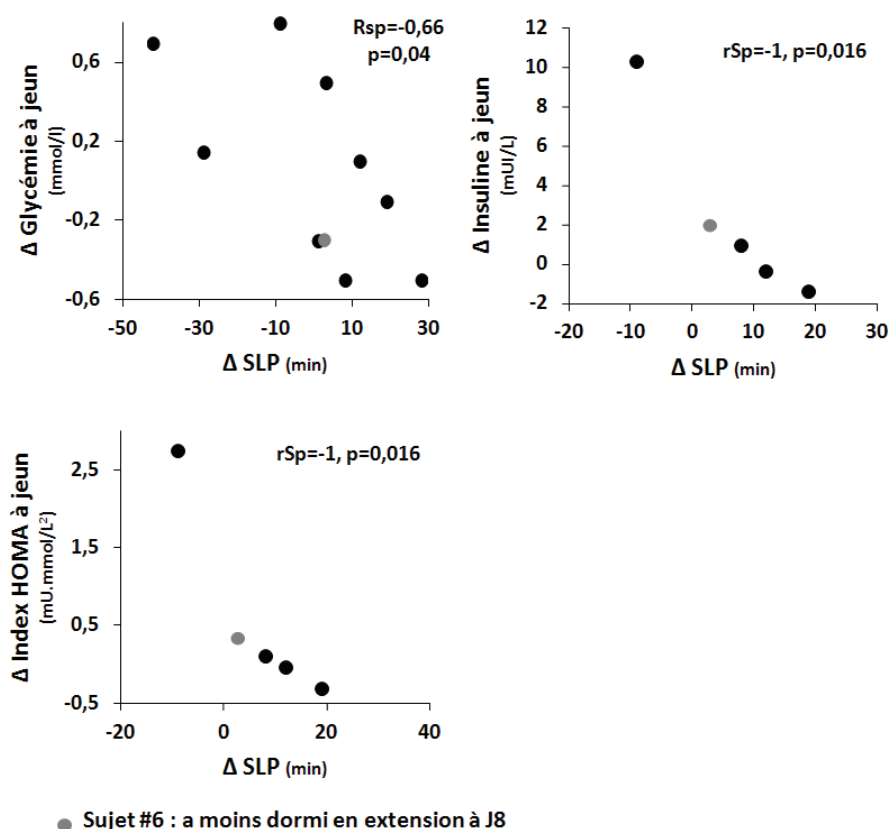 Rsp=-0,66
p=0,04
Δ Glycémie à jeun
(mmol/l)
0,6
0,2
-0,2
-0,6
-50 -30 10 10 30
Δ SLP (min)
rSp=-1, p=0,016
Δ Insuline à jeun
(mUI/L)
12
10
8
6
4
2
0
-2
-20 -10 0 10 20 30
Δ SLP (min)
rSp=-1, p=0,016
Δ Index HOMA à jeun
(mU.mmol/L²)
2,5
0,5
-0,5
-20 0 20 40
Δ SLP (min)
Sujet #6 : a moins dormi en extension à J8